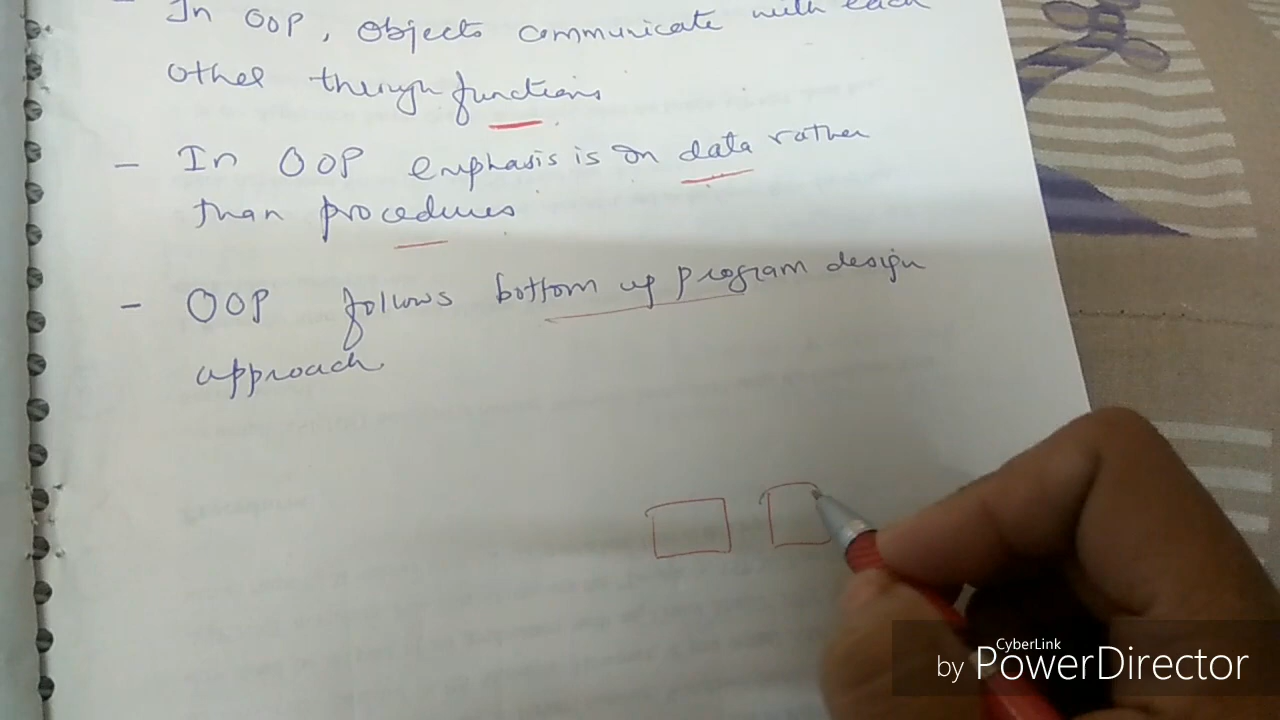 - In OOP, Objects communicate with each
other through functions
- In OOP emphasis is on data rather
than procedures
- OOP follows bottom up program design
approach
CyberLink
by PowerDirector